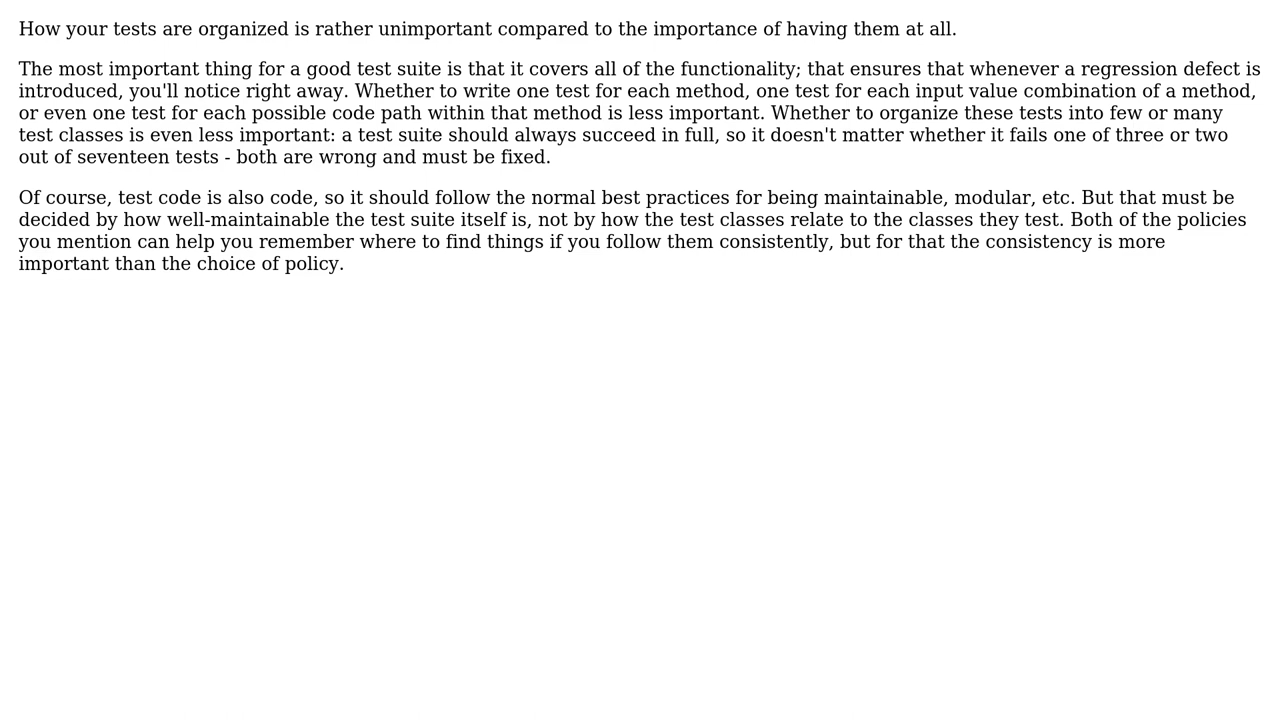 How your tests are organized is rather unimportant compared to the importance of having them at all.
The most important thing for a good test suite is that it covers all of the functionality; that ensures that whenever a regression defect is
introduced, you'll notice right away. Whether to write one test for each method, one test for each input value combination of a method,
or even one test for each possible code path within that method is less important. Whether to organize these tests into few or many
test classes is even less important: a test suite should always succeed in full, so it doesn't matter whether it fails one of three or two
out of seventeen tests - both are wrong and must be fixed.
Of course, test code is also code, so it should follow the normal best practices for being maintainable, modular, etc. But that must be
decided by how well-maintainable the test suite itself is, not by how the test classes relate to the classes they test. Both of the policies
you mention can help you remember where to find things if you follow them consistently, but for that the consistency is more
important than the choice of policy.